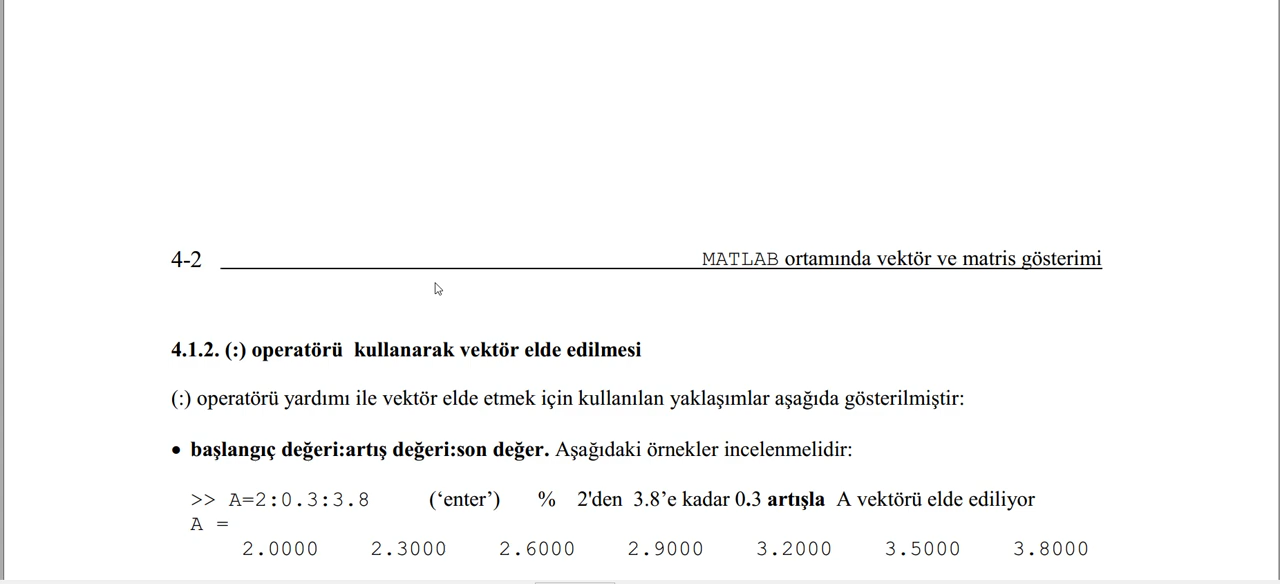 4-2 MATLAB ortamında vektör ve matris gösterimi
4.1.2. (:) operatörü kullanarak vektör elde edilmesi
(:) operatörü yardımı ile vektör elde etmek için kullanılan yaklaşımlar aşağıda gösterilmiştir:
• başlangıç değeri:artış değeri:son değer. Aşağıdaki örnekler incelenmelidir:
>> A=2:0.3:3.8 (‘enter’) % 2'den 3.8’e kadar 0.3 artışla A vektörü elde ediliyor
A =
2.0000 2.3000 2.6000 2.9000 3.2000 3.5000 3.8000